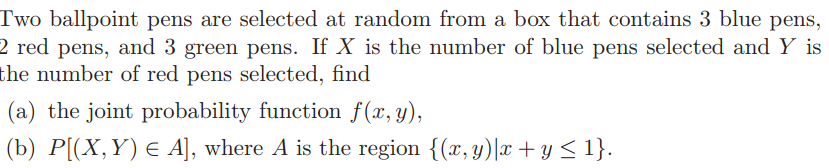 Two ballpoint pens are selected at random from a box that contains 3 blue pens,
2 red pens, and 3 green pens. If X is the number of blue pens selected and Y is
the number of red pens selected, find
(a) the joint probability function f(x, y),
(b) P[(X, Y) ∈ A], where A is the region {(x, y)|x + y ≤ 1}.